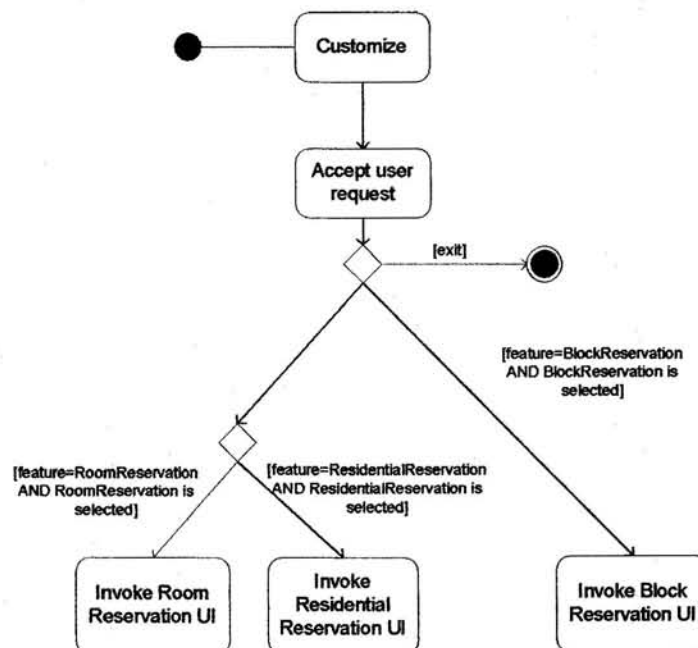 Customize
Accept user
request
[exit]
[feature=BlockReservation
AND BlockReservation is
selected]
[feature=RoomReservation
AND RoomReservation is
selected]
[feature=ResidentialReservation
AND ResidentialReservation is
selected]
Invoke Room
Reservation UI
Invoke
Residential
Reservation UI
Invoke Block
Reservation UI